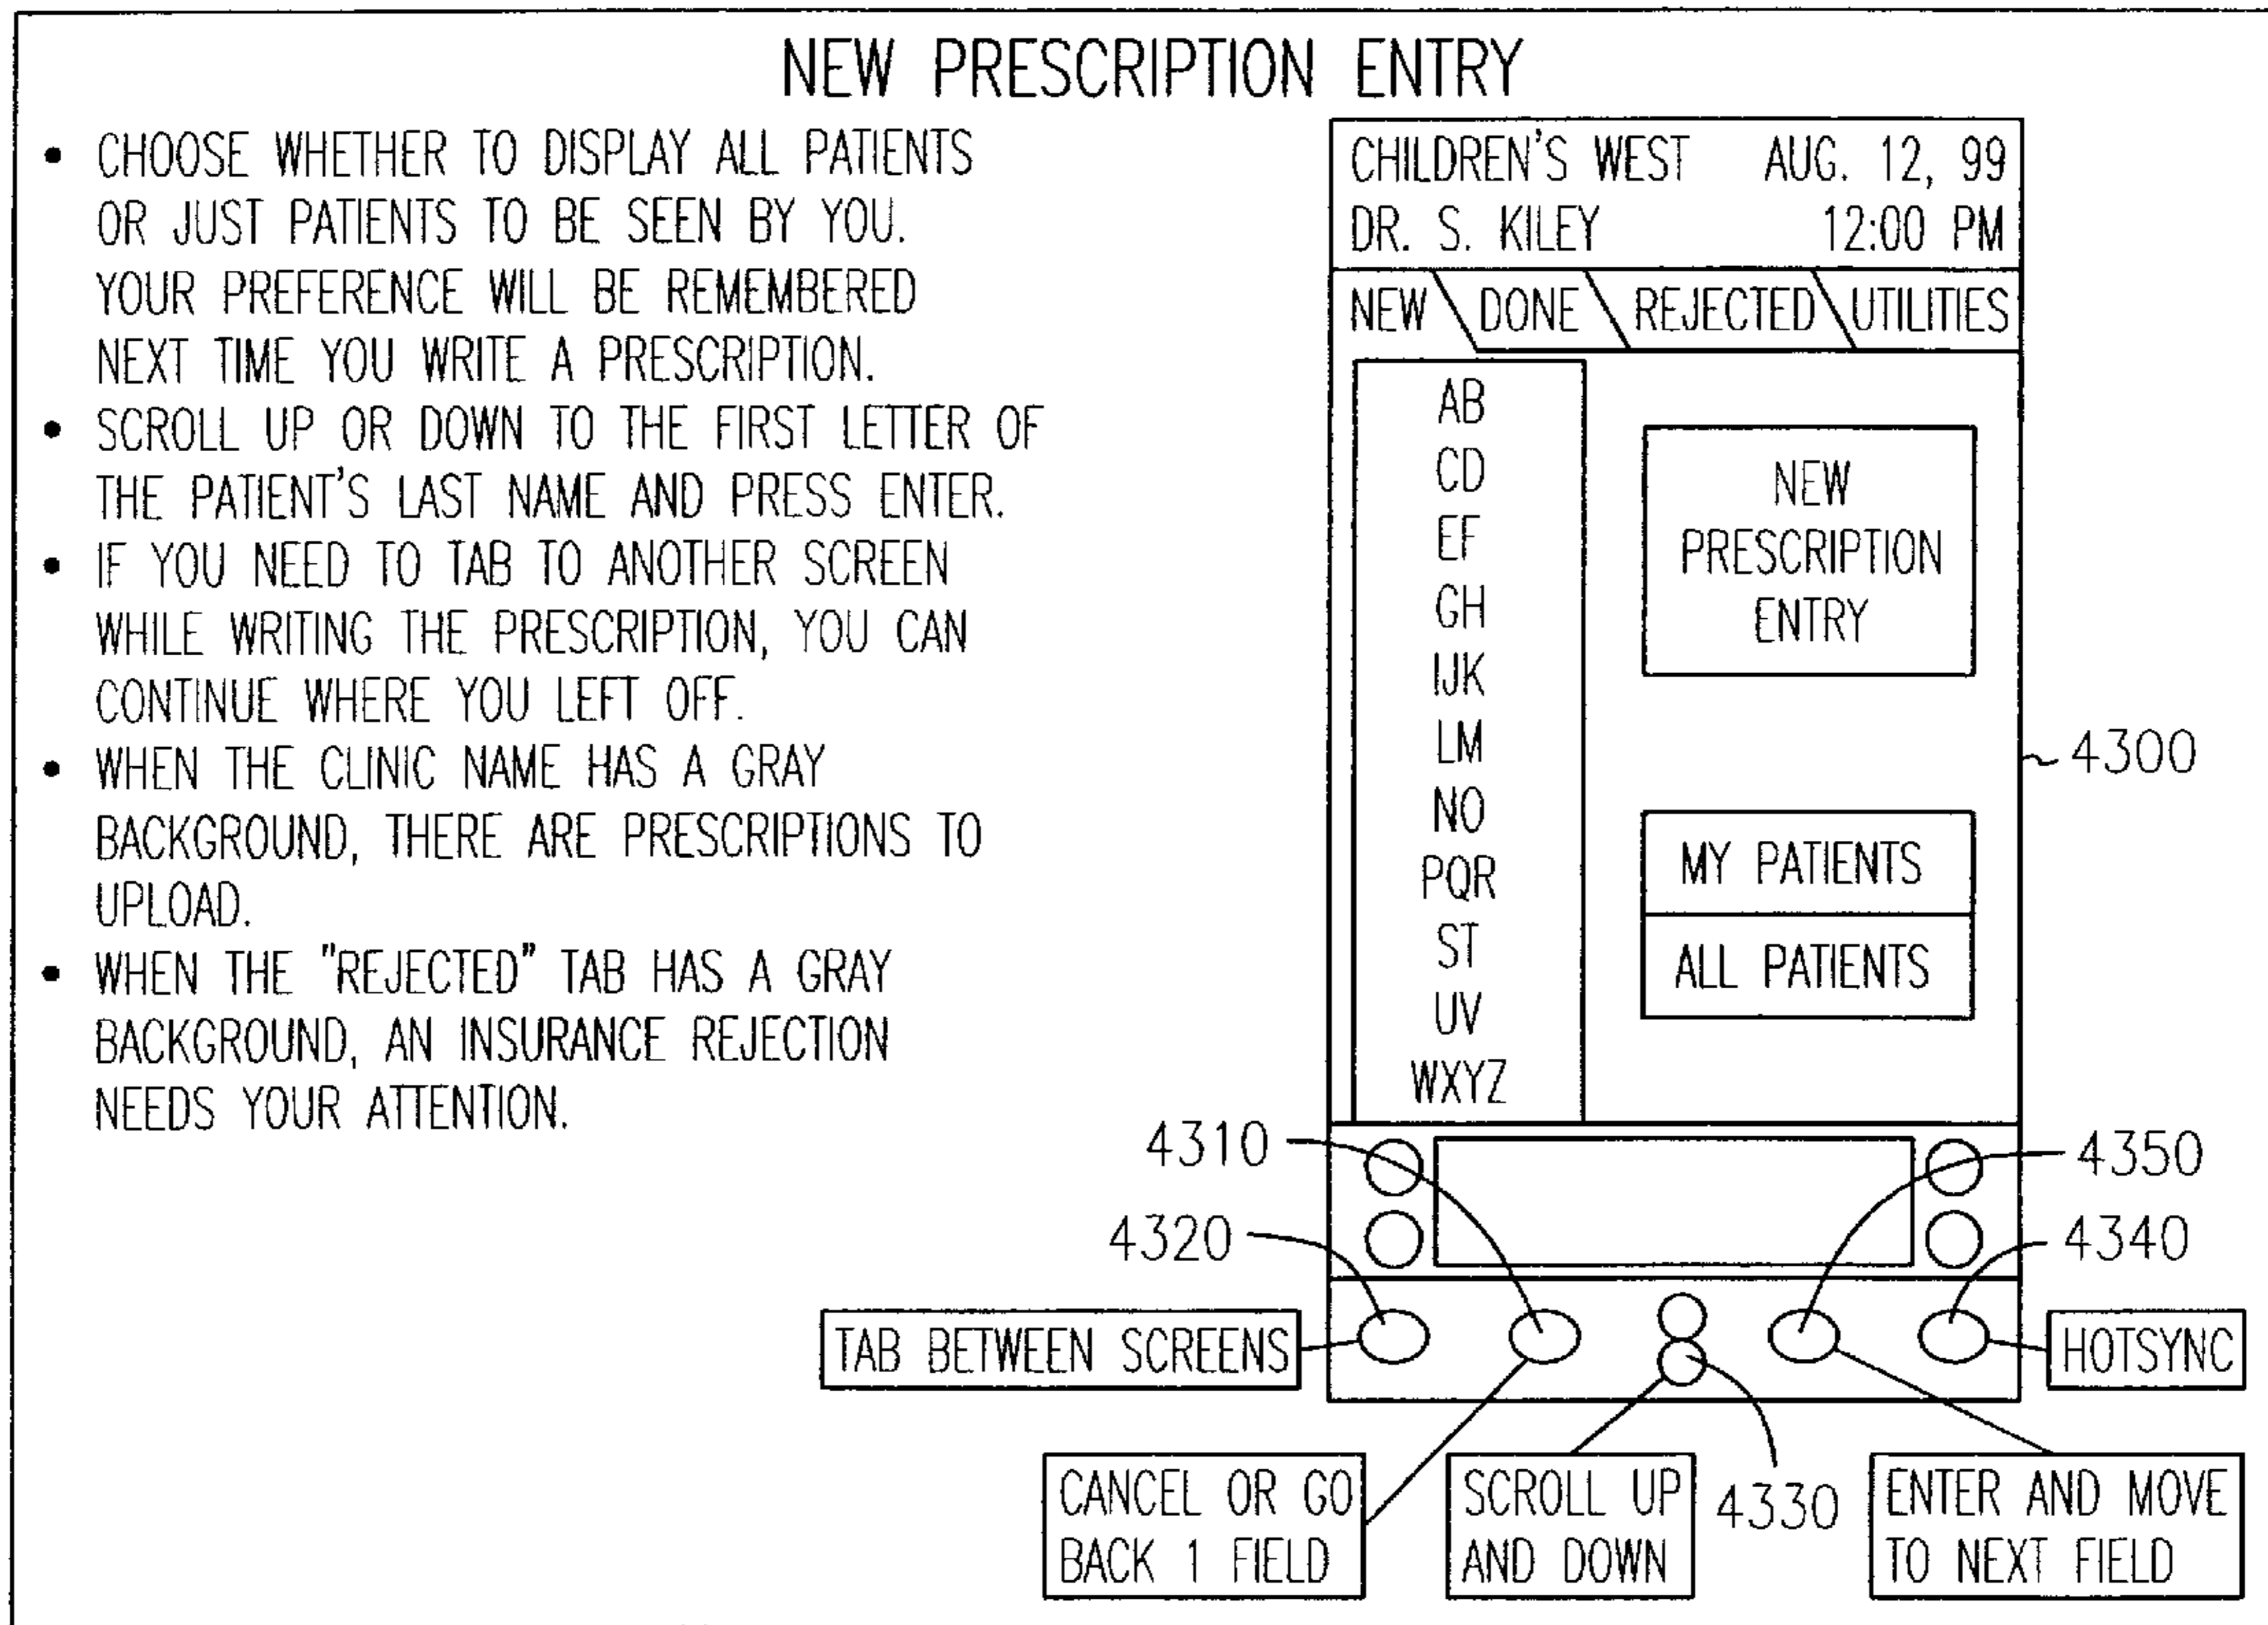 NEW PRESCRIPTION ENTRY
• CHOOSE WHETHER TO DISPLAY ALL PATIENTS
OR JUST PATIENTS TO BE SEEN BY YOU.
YOUR PREFERENCE WILL BE REMEMBERED
NEXT TIME YOU WRITE A PRESCRIPTION.
• SCROLL UP OR DOWN TO THE FIRST LETTER OF
THE PATIENT'S LAST NAME AND PRESS ENTER.
• IF YOU NEED TO TAB TO ANOTHER SCREEN
WHILE WRITING THE PRESCRIPTION, YOU CAN
CONTINUE WHERE YOU LEFT OFF.
• WHEN THE CLINIC NAME HAS A GRAY
BACKGROUND, THERE ARE PRESCRIPTIONS TO
UPLOAD.
• WHEN THE "REJECTED" TAB HAS A GRAY
BACKGROUND, AN INSURANCE REJECTION
NEEDS YOUR ATTENTION.
CHILDREN'S WEST AUG. 12, 99
DR. S. KILEY 12:00 PM
NEW DONE REJECTED UTILITIES
AB
CD
EF
GH
IJK
LM
NO
PQR
ST
UV
WXYZ
NEW
PRESCRIPTION
ENTRY
4300
MY PATIENTS
ALL PATIENTS
4310
4350
4320
4340
TAB BETWEEN SCREENS
HOTSYNC
CANCEL OR GO
BACK 1 FIELD
SCROLL UP
AND DOWN
4330
ENTER AND MOVE
TO NEXT FIELD